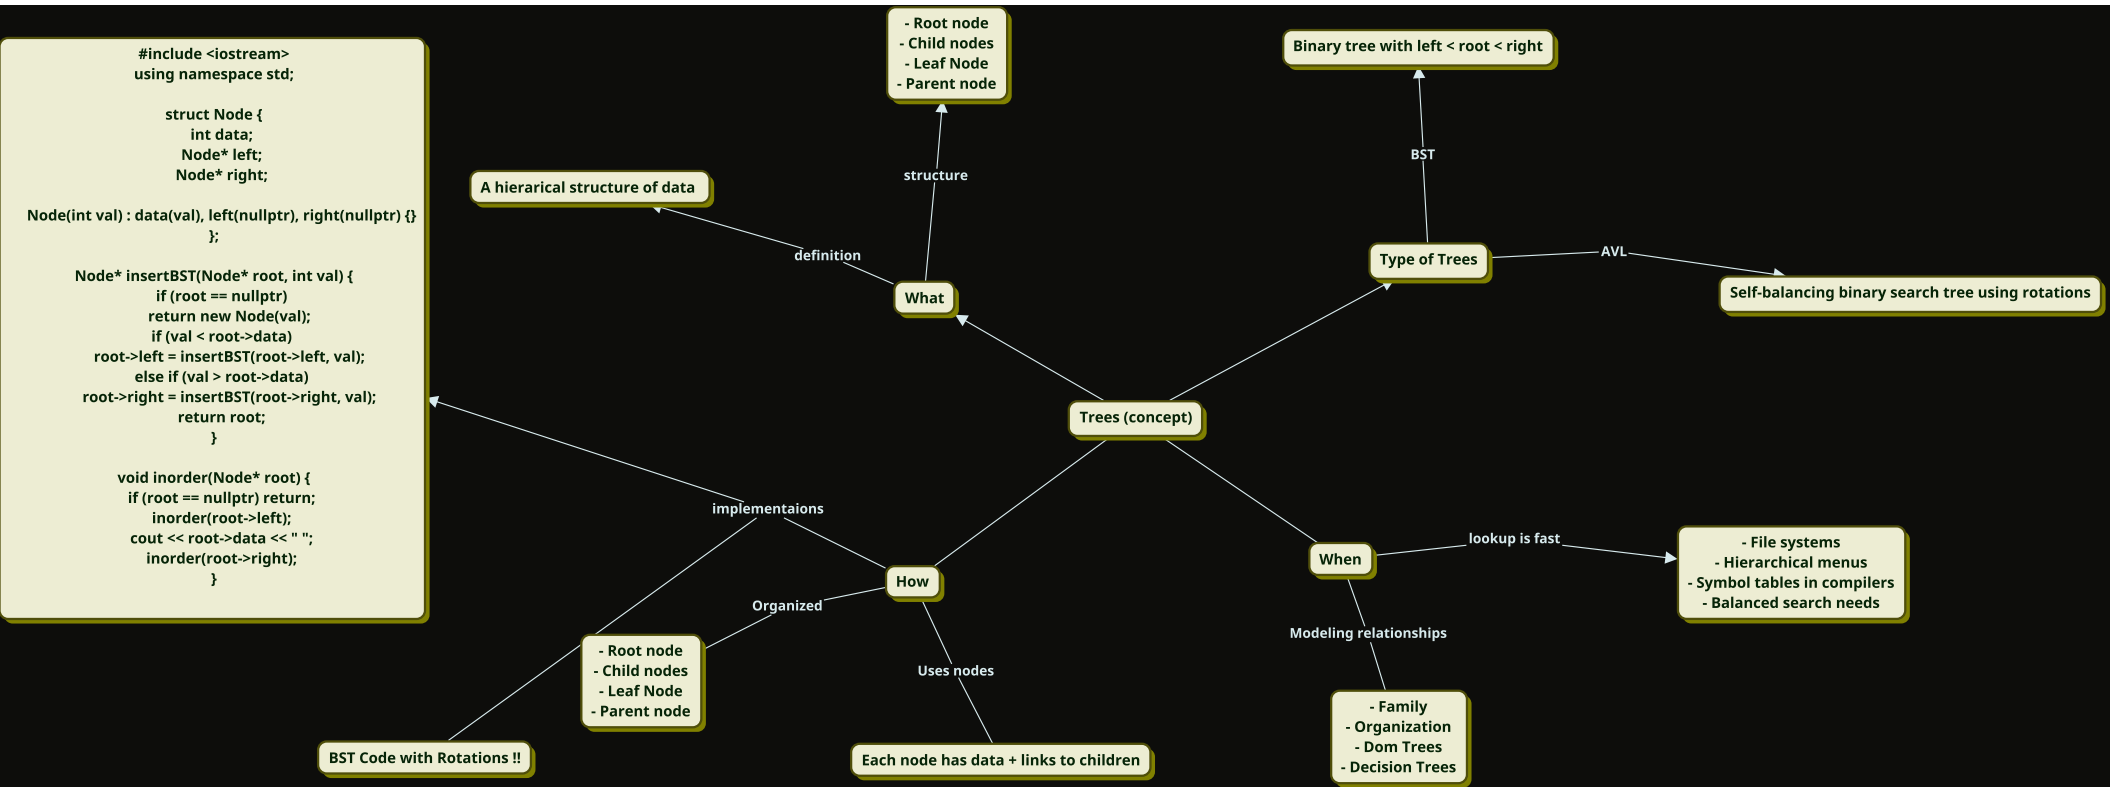 #include <iostream>
using namespace std;
struct Node {
int data;
Node* left;
Node* right;
Node(int val) : data(val), left(nullptr), right(nullptr) {}
};
Node* insertBST(Node* root, int val) {
if (root == nullptr)
return new Node(val);
if (val < root->data)
root->left = insertBST(root->left, val);
else if (val > root->data)
root->right = insertBST(root->right, val);
return root;
}
void inorder(Node* root) {
if (root == nullptr) return;
inorder(root->left);
cout << root->data << " ";
inorder(root->right);
}
- Root node
- Child nodes
- Leaf Node
- Parent node
structure
A hierarical structure of data
definition
What
Binary tree with left < root < right
BST
Type of Trees
AVL
Self-balancing binary search tree using rotations
Trees (concept)
implementaions
How
Organized
- Root node
- Child nodes
- Leaf Node
- Parent node
Uses nodes
BST Code with Rotations !!
Each node has data + links to children
When
lookup is fast
- File systems
- Hierarchical menus
- Symbol tables in compilers
- Balanced search needs
Modeling relationships
- Family
- Organization
- Dom Trees
- Decision Trees